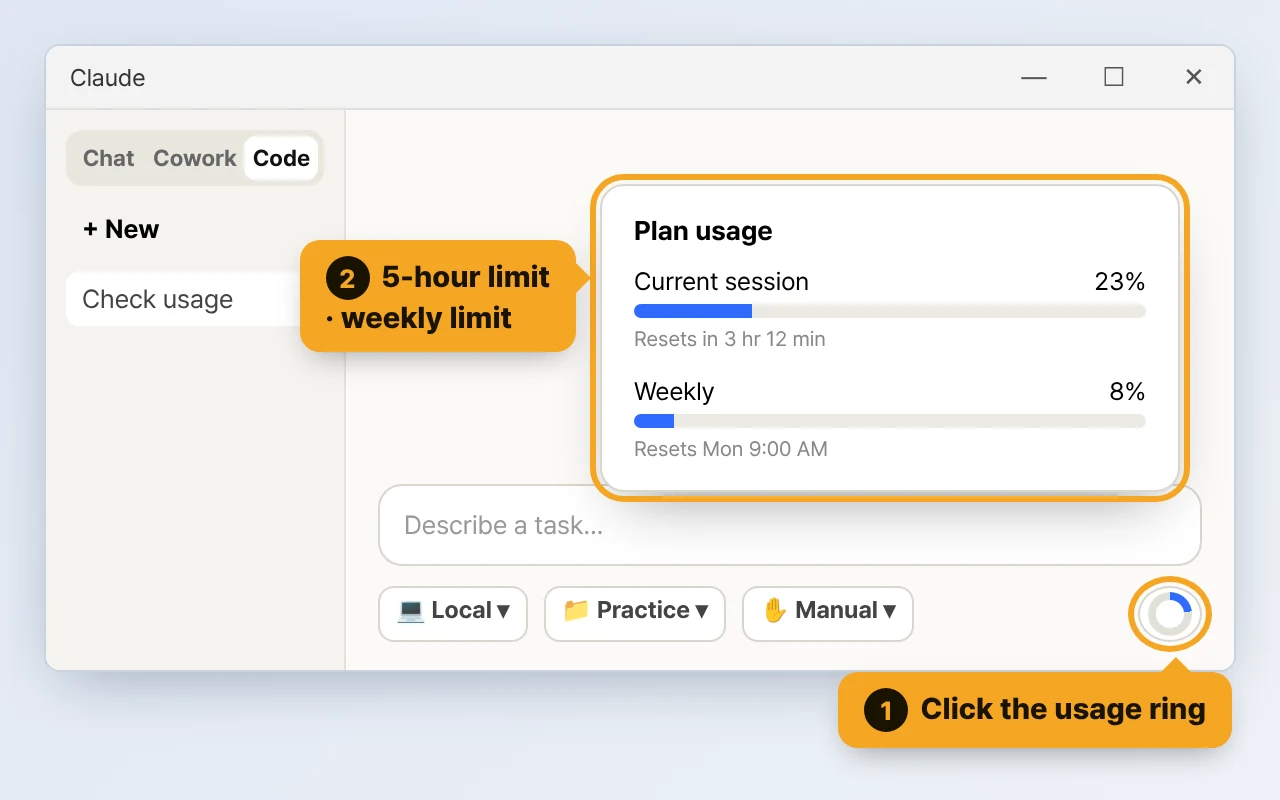 Claude
Chat Cowork Code
+ New
Check usage
2 5-hour limit
· weekly limit
Plan usage
Current session 23%
Resets in 3 hr 12 min
Weekly 8%
Resets Mon 9:00 AM
Describe a task...
Local ▾ Practice ▾ Manual ▾
1 Click the usage ring